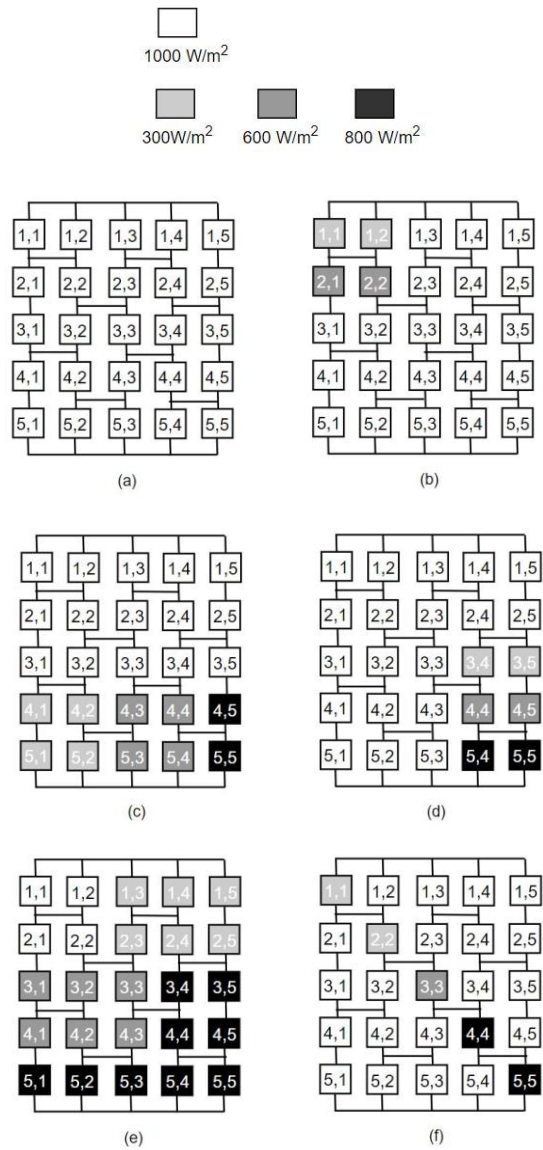 1000 W/m²
300W/m² 600 W/m² 800 W/m²
1,1 1,2 1,3 1,4 1,5 1,1 1,2 1,3 1,4 1,5
2,1 2,2 2,3 2,4 2,5 2,1 2,2 2,3 2,4 2,5
3,1 3,2 3,3 3,4 3,5 3,1 3,2 3,3 3,4 3,5
4,1 4,2 4,3 4,4 4,5 4,1 4,2 4,3 4,4 4,5
5,1 5,2 5,3 5,4 5,5 5,1 5,2 5,3 5,4 5,5
(a) (b)
1,1 1,2 1,3 1,4 1,5 1,1 1,2 1,3 1,4 1,5
2,1 2,2 2,3 2,4 2,5 2,1 2,2 2,3 2,4 2,5
3,1 3,2 3,3 3,4 3,5 3,1 3,2 3,3 3,4 3,5
4,1 4,2 4,3 4,4 4,5 4,1 4,2 4,3 4,4 4,5
5,1 5,2 5,3 5,4 5,5 5,1 5,2 5,3 5,4 5,5
(c) (d)
1,1 1,2 1,3 1,4 1,5 1,1 1,2 1,3 1,4 1,5
2,1 2,2 2,3 2,4 2,5 2,1 2,2 2,3 2,4 2,5
3,1 3,2 3,3 3,4 3,5 3,1 3,2 3,3 3,4 3,5
4,1 4,2 4,3 4,4 4,5 4,1 4,2 4,3 4,4 4,5
5,1 5,2 5,3 5,4 5,5 5,1 5,2 5,3 5,4 5,5
(e) (f)